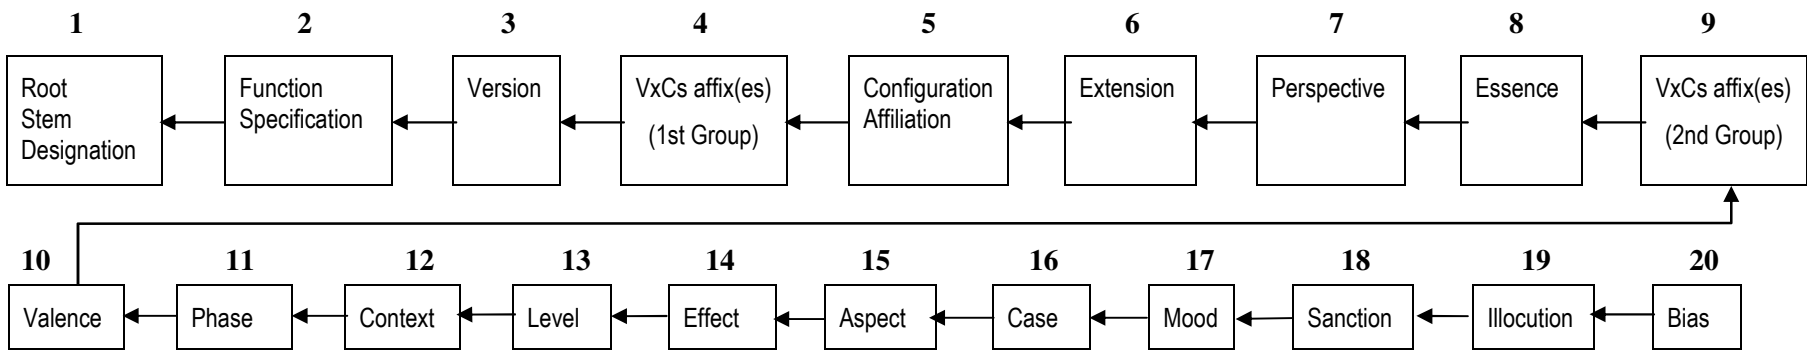 1 2 3 4 5 6 7 8 9
Root Stem Designation
Function Specification
Version
VxCs affix(es) (1st Group)
Configuration Affiliation
Extension
Perspective
Essence
VxCs affix(es) (2nd Group)
10 11 12 13 14 15 16 17 18 19 20
Valence Phase Context Level Effect Aspect Case Mood Sanction Illocution Bias